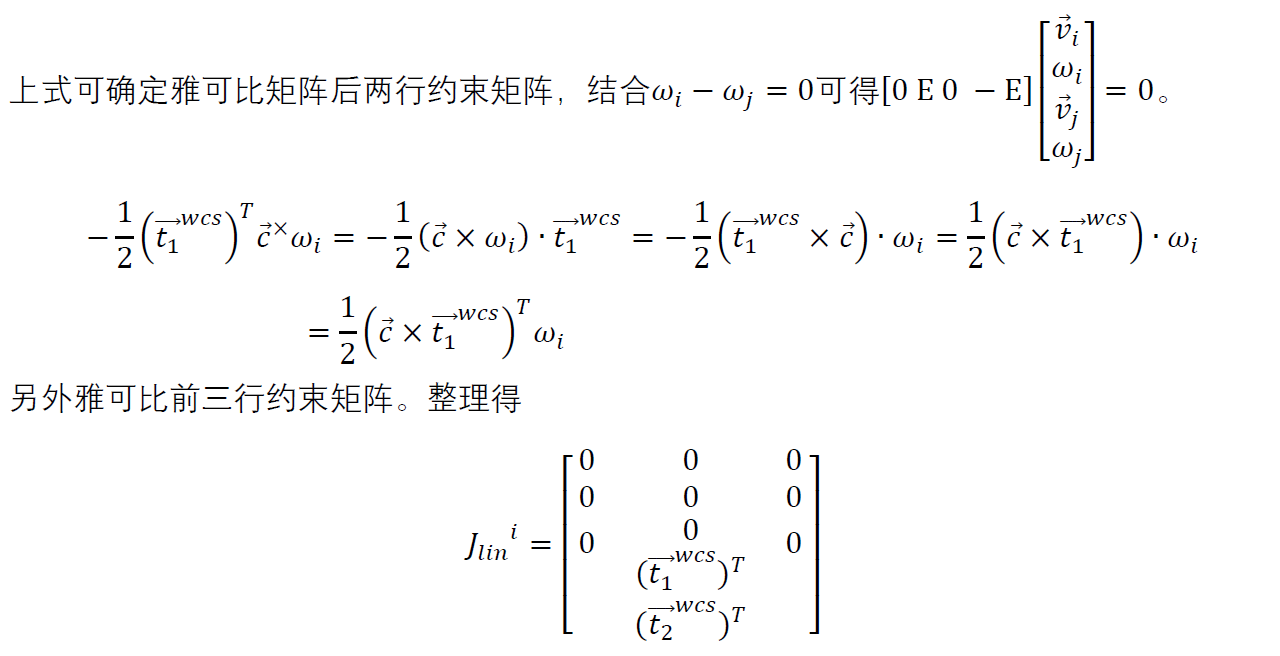 上式可确定雅可比矩阵后两行约束矩阵，结合$\omega_i - \omega_j = 0$可得$[0\ \mathrm{E}\ 0\ -\mathrm{E}]\begin{bmatrix}\vec{v}_i\\ \omega_i\\ \vec{v}_j\\ \omega_j\end{bmatrix} = 0$。
$-\frac{1}{2}\left(\overrightarrow{t_1}^{wcs}\right)^T \vec{c}^{\times}\omega_i = -\frac{1}{2}(\vec{c} \times \omega_i) \cdot \overrightarrow{t_1}^{wcs} = -\frac{1}{2}\left(\overrightarrow{t_1}^{wcs} \times \vec{c}\right) \cdot \omega_i = \frac{1}{2}\left(\vec{c} \times \overrightarrow{t_1}^{wcs}\right) \cdot \omega_i$
$= \frac{1}{2}\left(\vec{c} \times \overrightarrow{t_1}^{wcs}\right)^T \omega_i$
另外雅可比前三行约束矩阵。整理得
${J_{lin}}^i = \begin{bmatrix}0 & 0 & 0\\ 0 & 0 & 0\\ 0 & 0 & 0\\ & (\overrightarrow{t_1}^{wcs})^T & \\ & (\overrightarrow{t_2}^{wcs})^T & \end{bmatrix}$